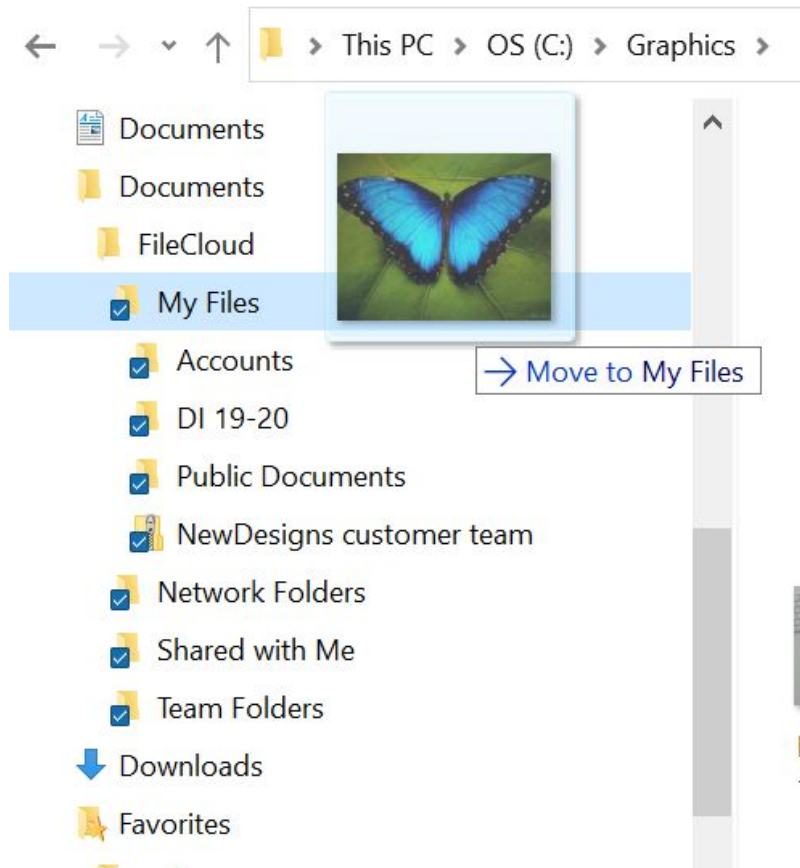 This PC > OS (C:) > Graphics >
Documents
Documents
FileCloud
My Files
Accounts
→ Move to My Files
DI 19-20
Public Documents
NewDesigns customer team
Network Folders
Shared with Me
Team Folders
Downloads
Favorites